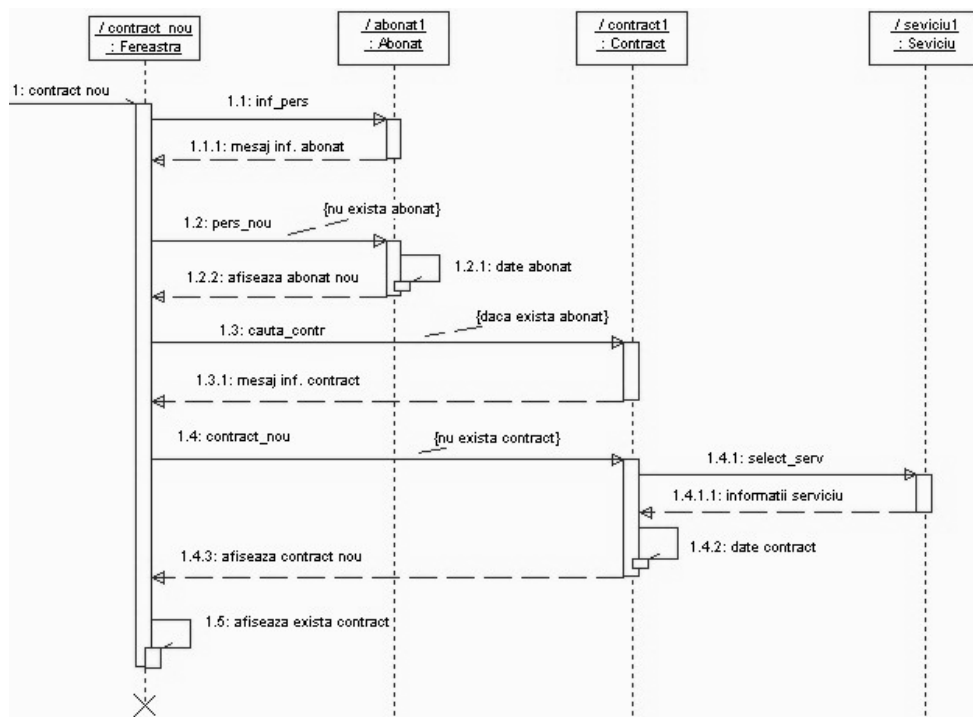 / contract_nou
: Fereastra
/ abonat1
: Abonat
/ contract1
: Contract
/ seviciu1
: Seviciu
1: contract nou
1.1: inf_pers
1.1.1: mesaj inf. abonat
{nu exista abonat}
1.2: pers_nou
1.2.1: date abonat
1.2.2: afiseaza abonat nou
{daca exista abonat}
1.3: cauta_contr
1.3.1: mesaj inf. contract
1.4: contract_nou
{nu exista contract}
1.4.1: select_serv
1.4.1.1: informatii serviciu
1.4.2: date contract
1.4.3: afiseaza contract nou
1.5: afiseaza exista contract